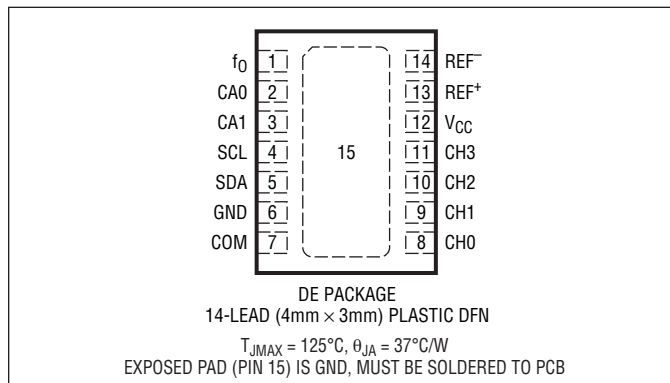 f₀ 1 14 REF⁻
CA0 2 13 REF⁺
CA1 3 12 VCC
SCL 4 15 11 CH3
SDA 5 10 CH2
GND 6 9 CH1
COM 7 8 CH0
DE PACKAGE
14-LEAD (4mm × 3mm) PLASTIC DFN
TJMAX = 125°C, θJA = 37°C/W
EXPOSED PAD (PIN 15) IS GND, MUST BE SOLDERED TO PCB